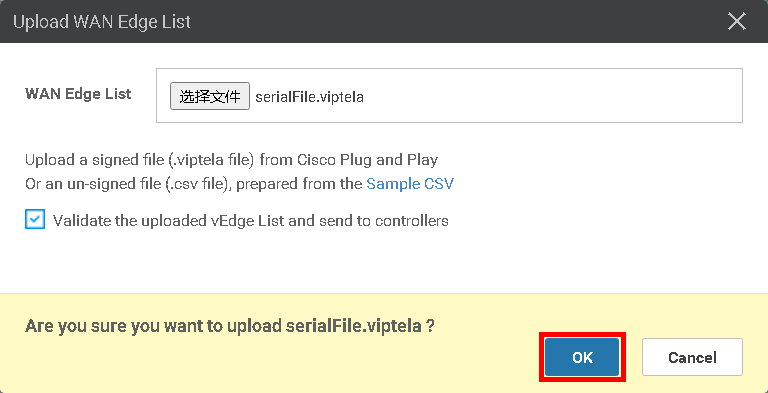 Upload WAN Edge List
WAN Edge List
选择文件 serialFile.viptela
Upload a signed file (.viptela file) from Cisco Plug and Play
Or an un-signed file (.csv file), prepared from the Sample CSV
Validate the uploaded vEdge List and send to controllers
Are you sure you want to upload serialFile.viptela ?
OK
Cancel